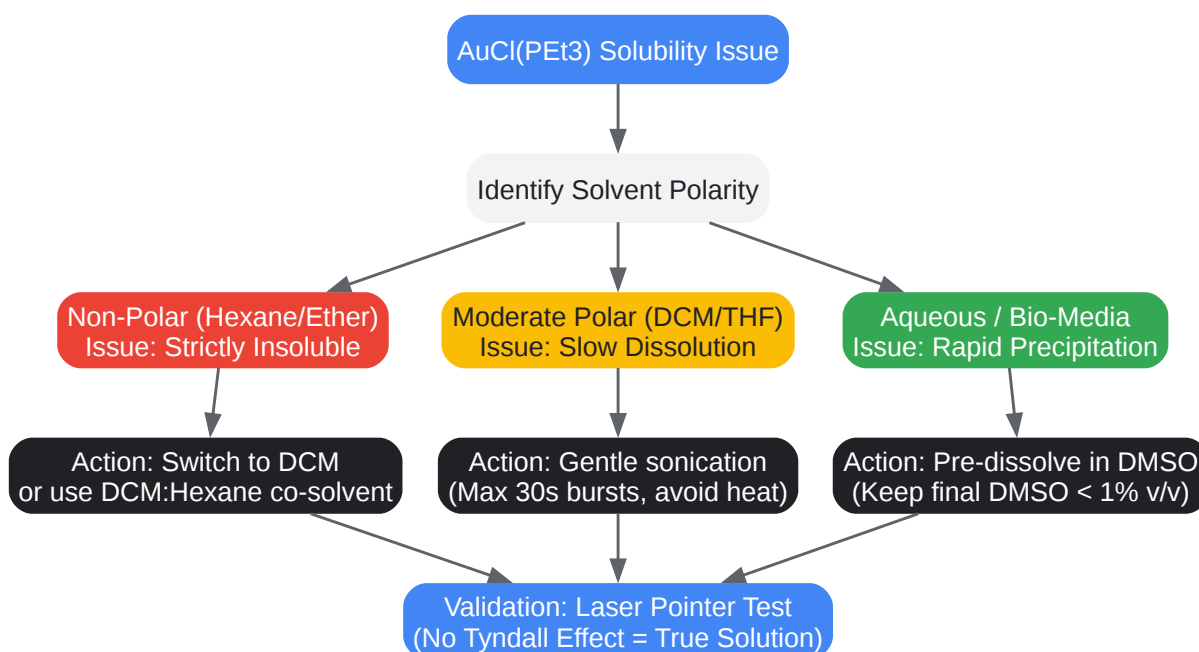 AuCl(PEt3) Solubility Issue
Identify Solvent Polarity
Non-Polar (Hexane/Ether)
Issue: Strictly Insoluble
Moderate Polar (DCM/THF)
Issue: Slow Dissolution
Aqueous / Bio-Media
Issue: Rapid Precipitation
Action: Switch to DCM
or use DCM:Hexane co-solvent
Action: Gentle sonication
(Max 30s bursts, avoid heat)
Action: Pre-dissolve in DMSO
(Keep final DMSO < 1% v/v)
Validation: Laser Pointer Test
(No Tyndall Effect = True Solution)